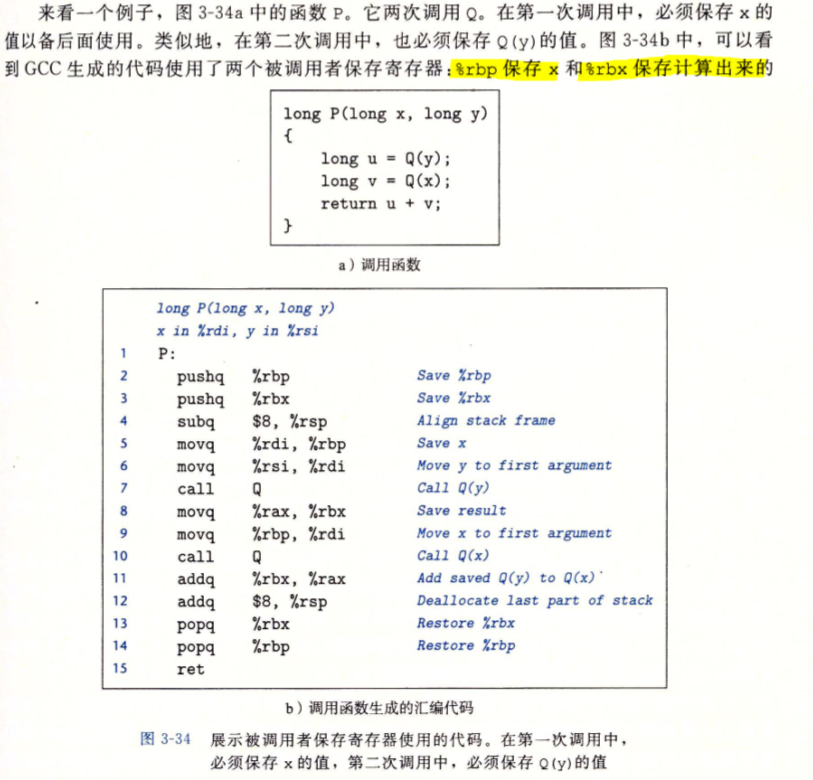 来看一个例子，图 3-34a 中的函数 P。它两次调用 Q。在第一次调用中，必须保存 x 的
值以备后面使用。类似地，在第二次调用中，也必须保存 Q(y)的值。图 3-34b 中，可以看
到 GCC 生成的代码使用了两个被调用者保存寄存器：%rbp 保存 x 和%rbx 保存计算出来的
long P(long x, long y)
{
long u = Q(y);
long v = Q(x);
return u + v;
}
a）调用函数
long P(long x, long y)
x in %rdi, y in %rsi
1 P:
2 pushq %rbp Save %rbp
3 pushq %rbx Save %rbx
4 subq $8, %rsp Align stack frame
5 movq %rdi, %rbp Save x
6 movq %rsi, %rdi Move y to first argument
7 call Q Call Q(y)
8 movq %rax, %rbx Save result
9 movq %rbp, %rdi Move x to first argument
10 call Q Call Q(x)
11 addq %rbx, %rax Add saved Q(y) to Q(x)
12 addq $8, %rsp Deallocate last part of stack
13 popq %rbx Restore %rbx
14 popq %rbp Restore %rbp
15 ret
b）调用函数生成的汇编代码
图 3-34 展示被调用者保存寄存器使用的代码。在第一次调用中，
必须保存 x 的值，第二次调用中，必须保存 Q(y)的值